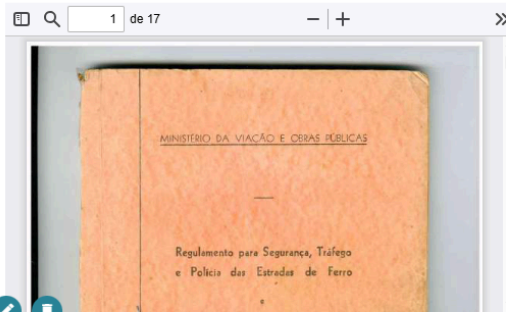 1 de 17
MINISTÉRIO DA VIAÇÃO E OBRAS PÚBLICAS
Regulamento para Segurança, Tráfego
e Polícia das Estradas de Ferro
e